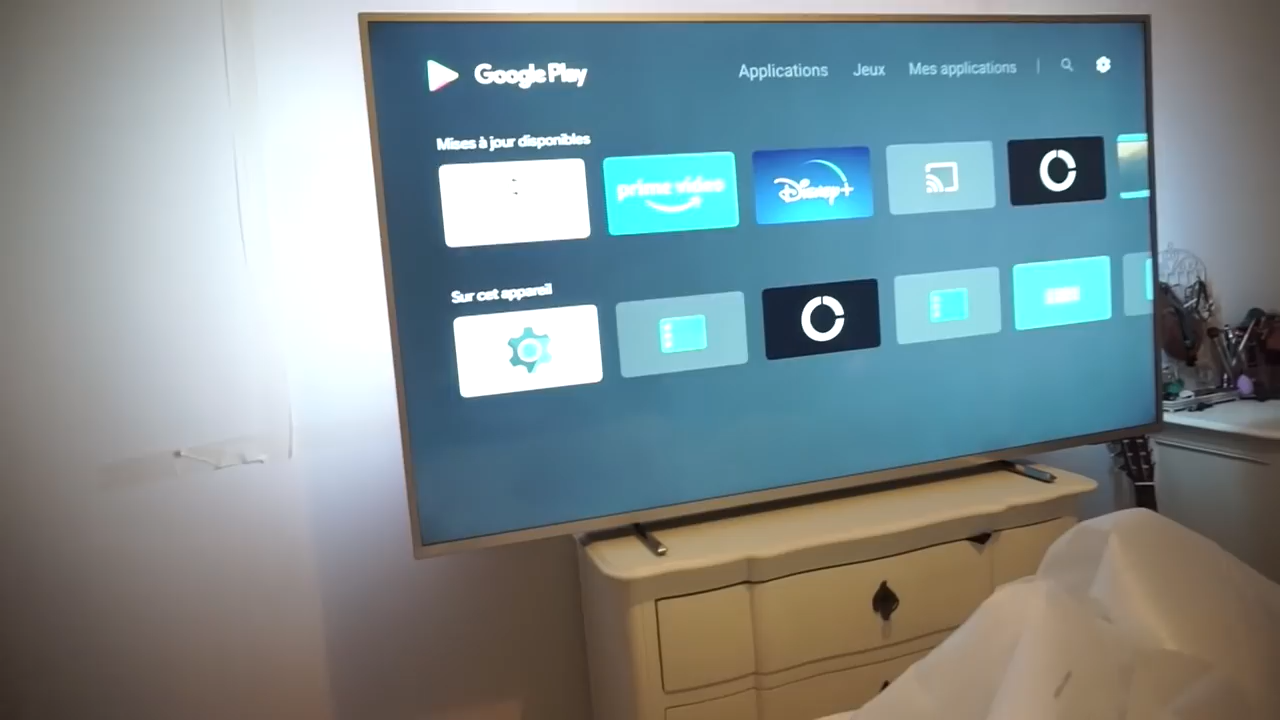 Google Play
Applications Jeux Mes applications
Mises à jour disponibles
prime video
Disney+
Sur cet appareil